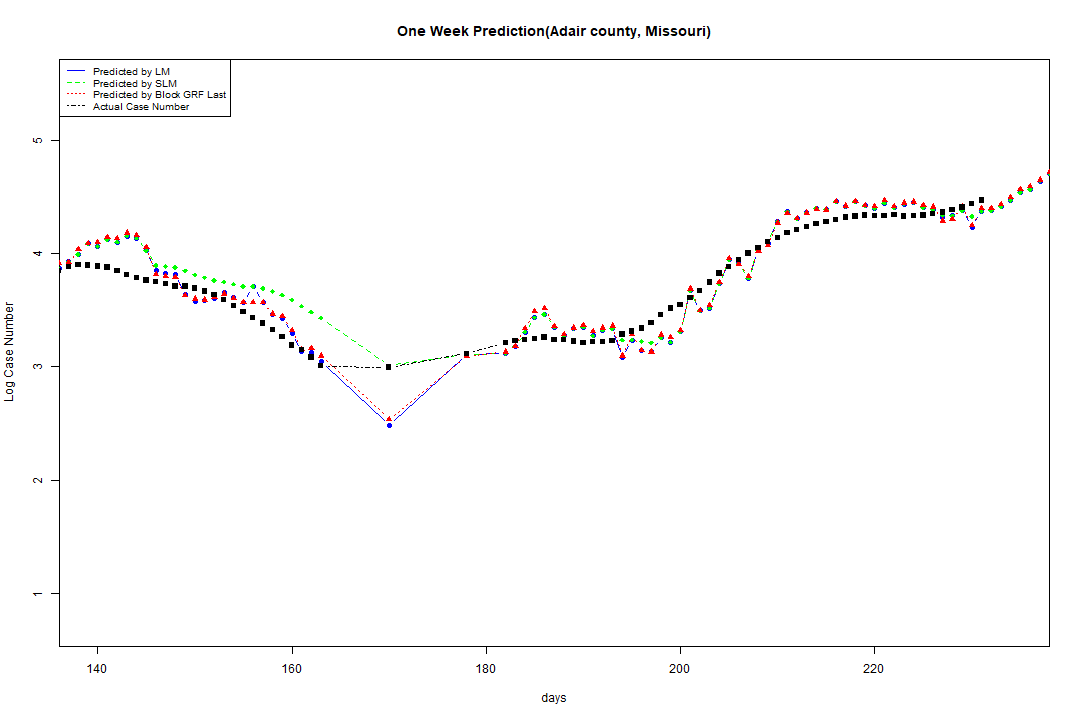 One Week Prediction(Adair county, Missouri)
Predicted by LM
Predicted by SLM
Predicted by Block GRF Last
Actual Case Number
5
4
3
2
1
Log Case Number
140 160 180 200 220
days